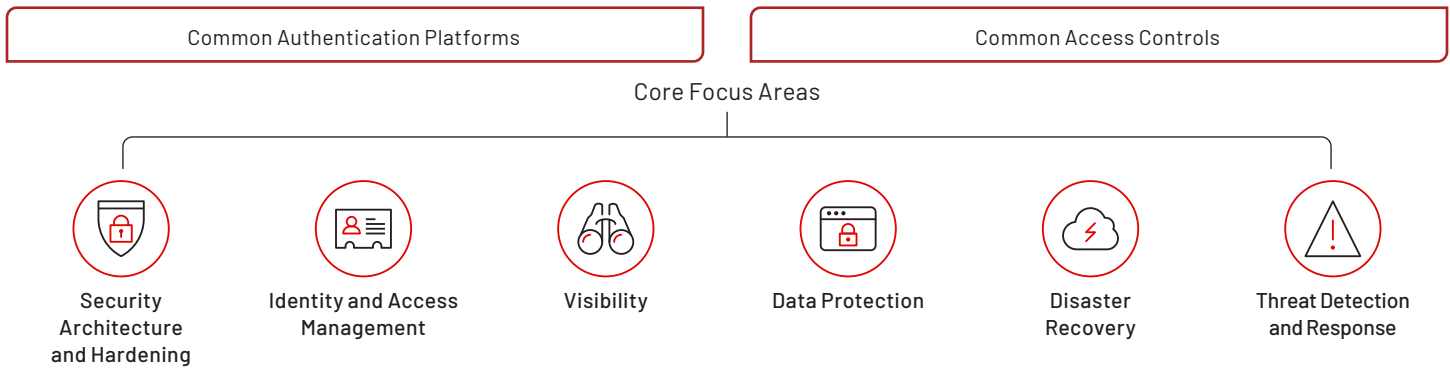 Common Authentication Platforms
Common Access Controls
Core Focus Areas
Security
Architecture
and Hardening
Identity and Access
Management
Visibility
Data Protection
Disaster
Recovery
Threat Detection
and Response